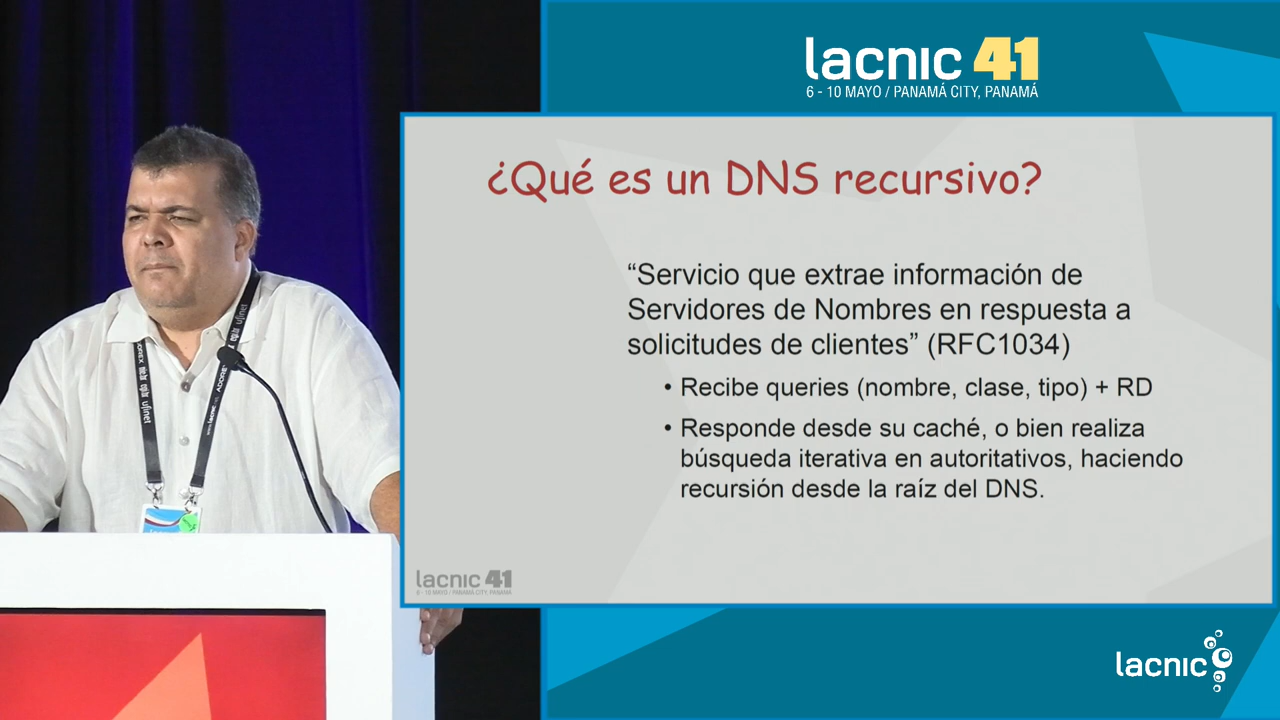 lacnic 41
6 - 10 MAYO / PANAMÁ CITY, PANAMÁ
¿Qué es un DNS recursivo?
“Servicio que extrae información de
Servidores de Nombres en respuesta a
solicitudes de clientes” (RFC1034)
• Recibe queries (nombre, clase, tipo) + RD
• Responde desde su caché, o bien realiza
búsqueda iterativa en autoritativos, haciendo
recursión desde la raíz del DNS.
lacnic 41
6 - 10 MAYO / PANAMÁ CITY, PANAMÁ
lacnic
ufinet
ufinet